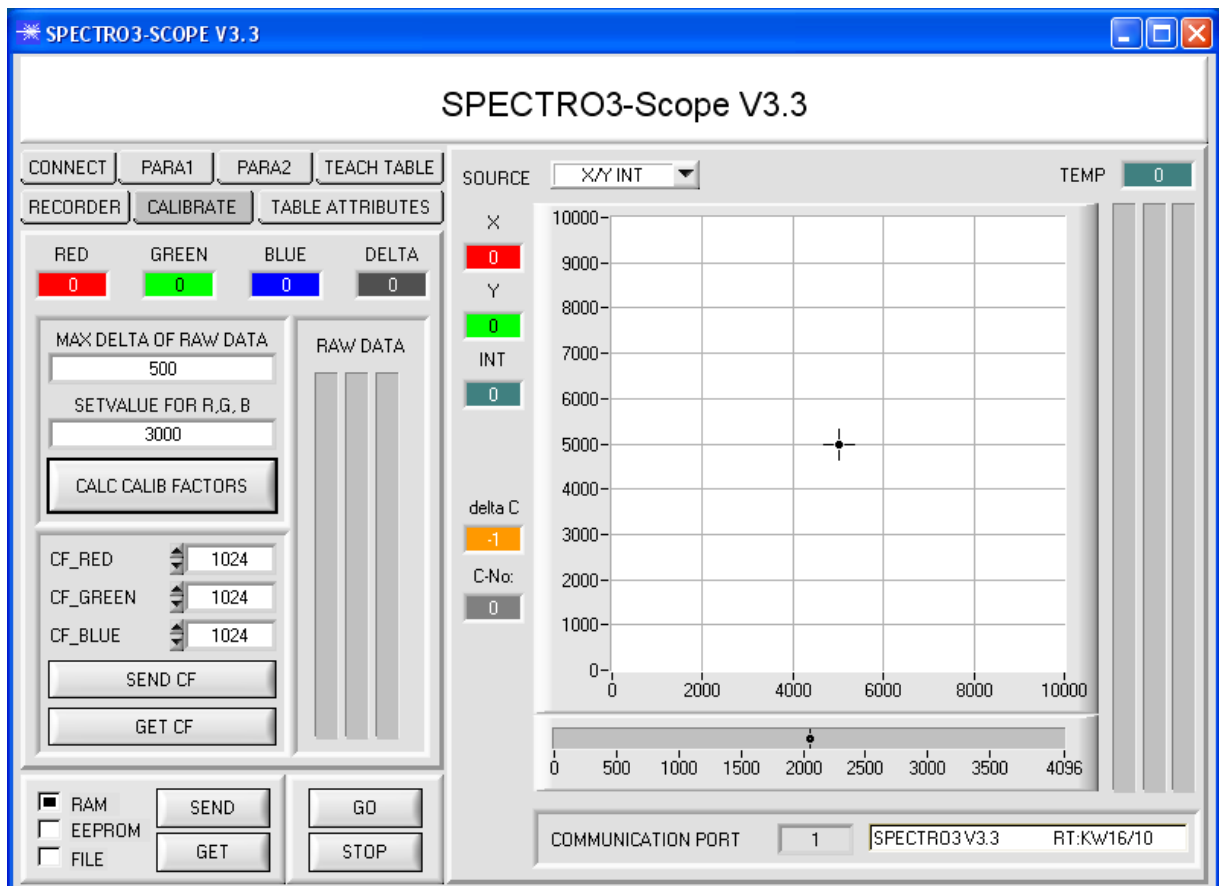 SPECTRO3-SCOPE V3.3
SPECTRO3-Scope V3.3
CONNECT PARA1 PARA2 TEACH TABLE
RECORDER CALIBRATE TABLE ATTRIBUTES
RED GREEN BLUE DELTA
0 0 0 0
MAX DELTA OF RAW DATA
500
SETVALUE FOR R,G, B
3000
CALC CALIB FACTORS
RAW DATA
CF_RED 1024
CF_GREEN 1024
CF_BLUE 1024
SEND CF
GET CF
RAM
EEPROM
FILE
SEND
GET
GO
STOP
SOURCE X/Y INT
TEMP 0
X
0
Y
0
INT
0
delta C
-1
C-No:
0
10000
9000
8000
7000
6000
5000
4000
3000
2000
1000
0
0 2000 4000 6000 8000 10000
0 500 1000 1500 2000 2500 3000 3500 4096
COMMUNICATION PORT 1 SPECTRO3 V3.3 RT:KW16/10